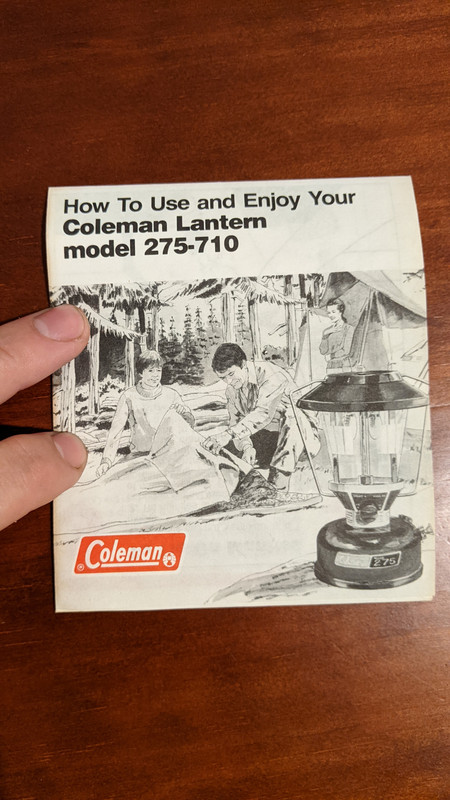 How To Use and Enjoy Your
Coleman Lantern
model 275-710
Coleman
275